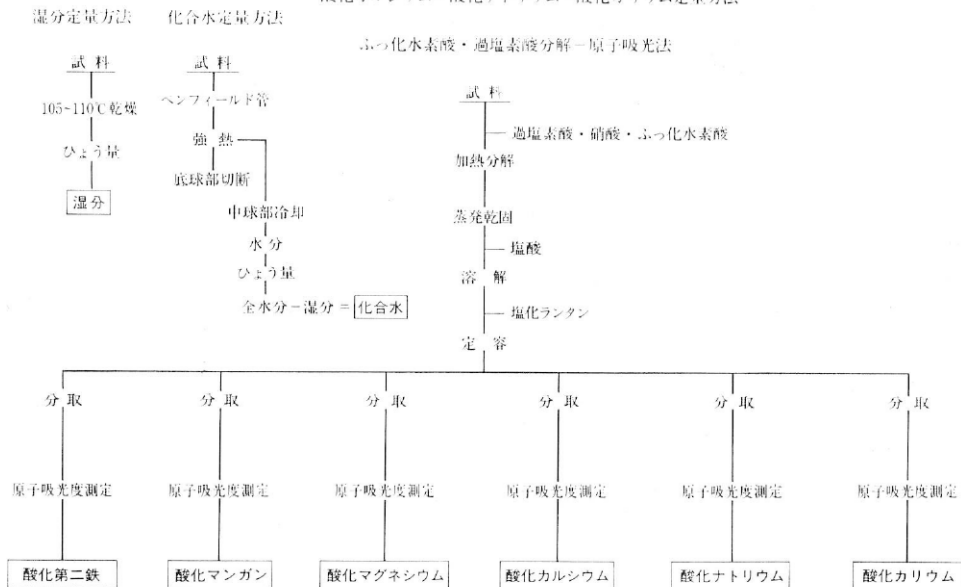 湿分定量方法
試料
105~110℃乾燥
ひょう量
湿分
化合水定量方法
試料
ペンフィールド管
強熱
底球部切断
中球部冷却
水分
ひょう量
全水分－湿分＝化合水
ふっ化水素酸・過塩素酸分解－原子吸光法
試料
過塩素酸・硝酸・ふっ化水素酸
加熱分解
蒸発乾固
塩酸
溶解
塩化ランタン
定容
分取 分取 分取 分取 分取 分取
原子吸光度測定 原子吸光度測定 原子吸光度測定 原子吸光度測定 原子吸光度測定 原子吸光度測定
酸化第二鉄 酸化マンガン 酸化マグネシウム 酸化カルシウム 酸化ナトリウム 酸化カリウム